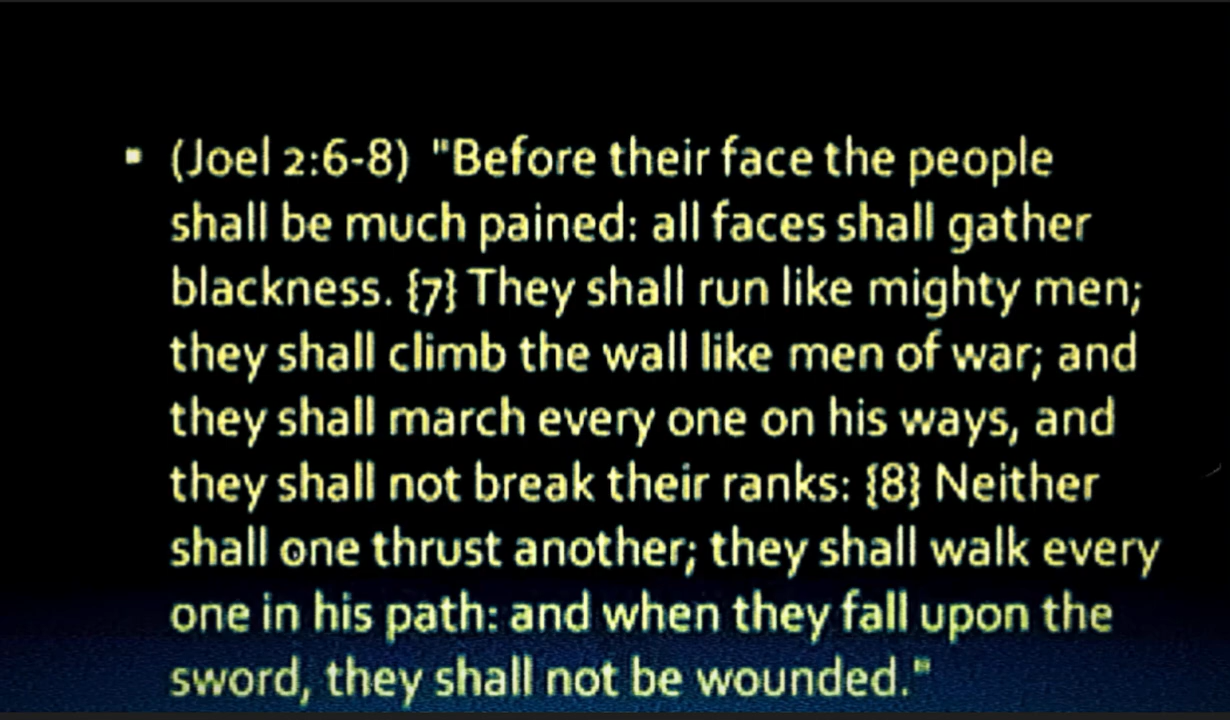 ▪ (Joel 2:6-8) "Before their face the people
shall be much pained: all faces shall gather
blackness. {7} They shall run like mighty men;
they shall climb the wall like men of war; and
they shall march every one on his ways, and
they shall not break their ranks: {8} Neither
shall one thrust another; they shall walk every
one in his path: and when they fall upon the
sword, they shall not be wounded."